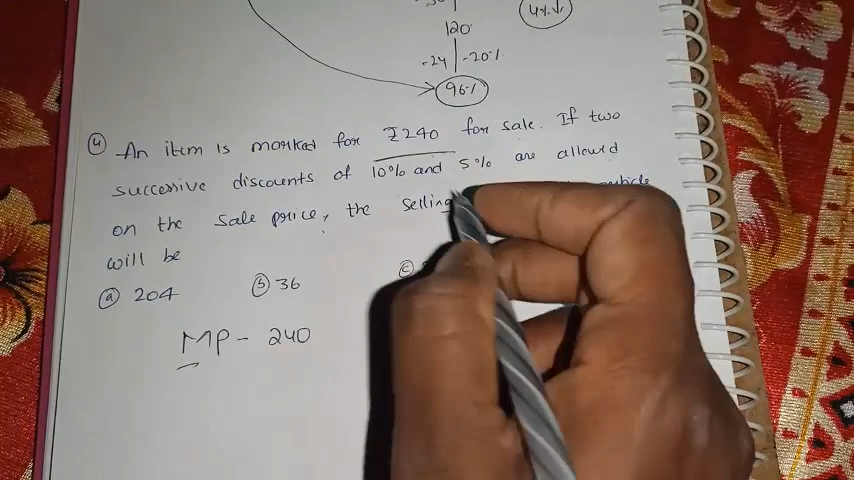 120
-24 -20%
4%↓
96%
④ An item is marked for ₹240 for sale. If two
successive discounts of 10% and 5% are allowed
on the sale price, the selling
will be
ⓐ 204 ⓑ 36 ⓒ
MP - 240